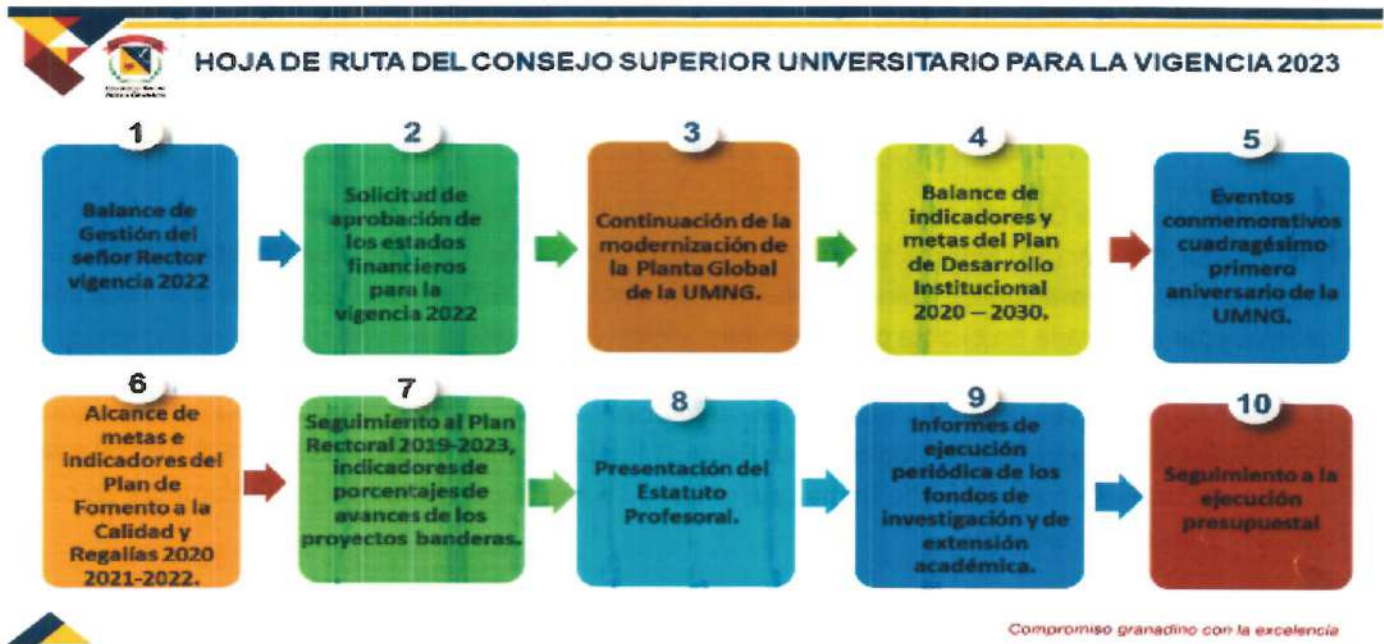 HOJA DE RUTA DEL CONSEJO SUPERIOR UNIVERSITARIO PARA LA VIGENCIA 2023
1
Balance de
Gestión del
señor Rector
vigencia 2022
2
Solicitud de
aprobación de
los estados
financieros
para la
vigencia 2022
3
Continuación de la
modernización de
la Planta Global
de la UMNG.
4
Balance de
indicadores y
metas del Plan
de Desarrollo
Institucional
2020 – 2030.
5
Eventos
conmemorativos
cuadragésimo
primero
aniversario de la
UMNG.
6
Alcance de
metas e
indicadores del
Plan de
Fomento a la
Calidad y
Regalías 2020
2021-2022.
7
Seguimiento al Plan
Rectoral 2019-2023,
indicadores de
porcentajes de
avances de los
proyectos banderas.
8
Presentación del
Estatuto
Profesoral.
9
Informes de
ejecución
periódica de los
fondos de
investigación y de
extensión
académica.
10
Seguimiento a la
ejecución
presupuestal
Compromiso granadino con la excelencia